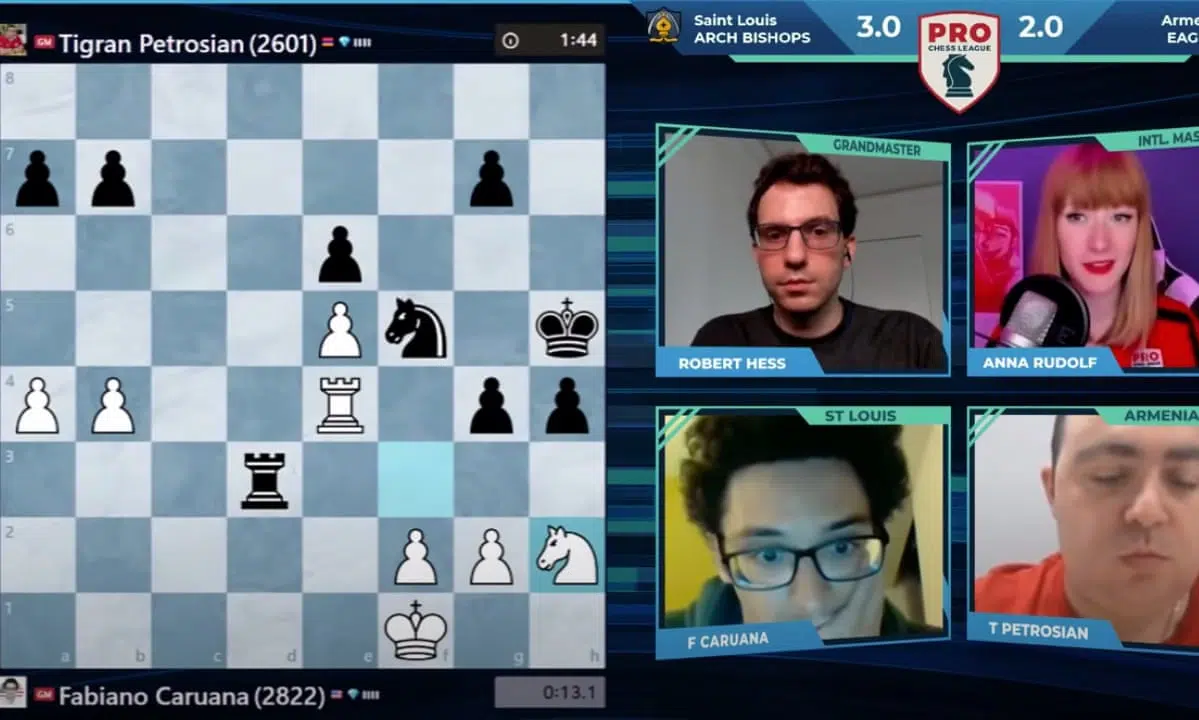 GM Tigran Petrosian (2601)
1:44
Saint Louis
ARCH BISHOPS
3.0
PRO
CHESS LEAGUE
2.0
Arme
EAG
8
7
6
5
4
3
2
1
a b c d e f g h
GRANDMASTER
ROBERT HESS
INTL. MAS
PRO
ANNA RUDOLF
ST LOUIS
F CARUANA
ARMENIA
T PETROSIAN
GM Fabiano Caruana (2822)
0:13.1